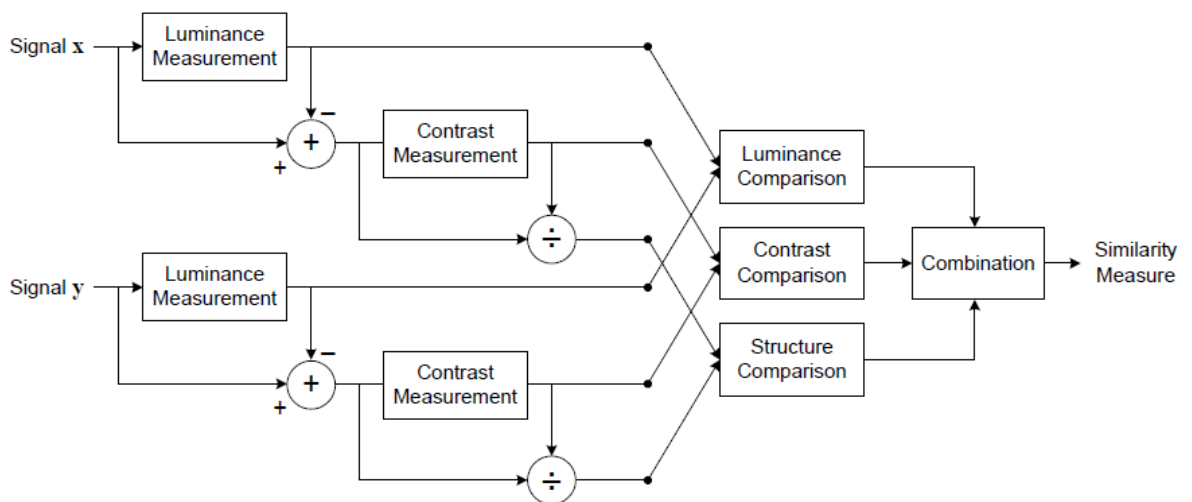 Signal x
Luminance
Measurement
−
+
+
Contrast
Measurement
÷
Signal y
Luminance
Measurement
−
+
+
Contrast
Measurement
÷
Luminance
Comparison
Contrast
Comparison
Structure
Comparison
Combination
Similarity
Measure